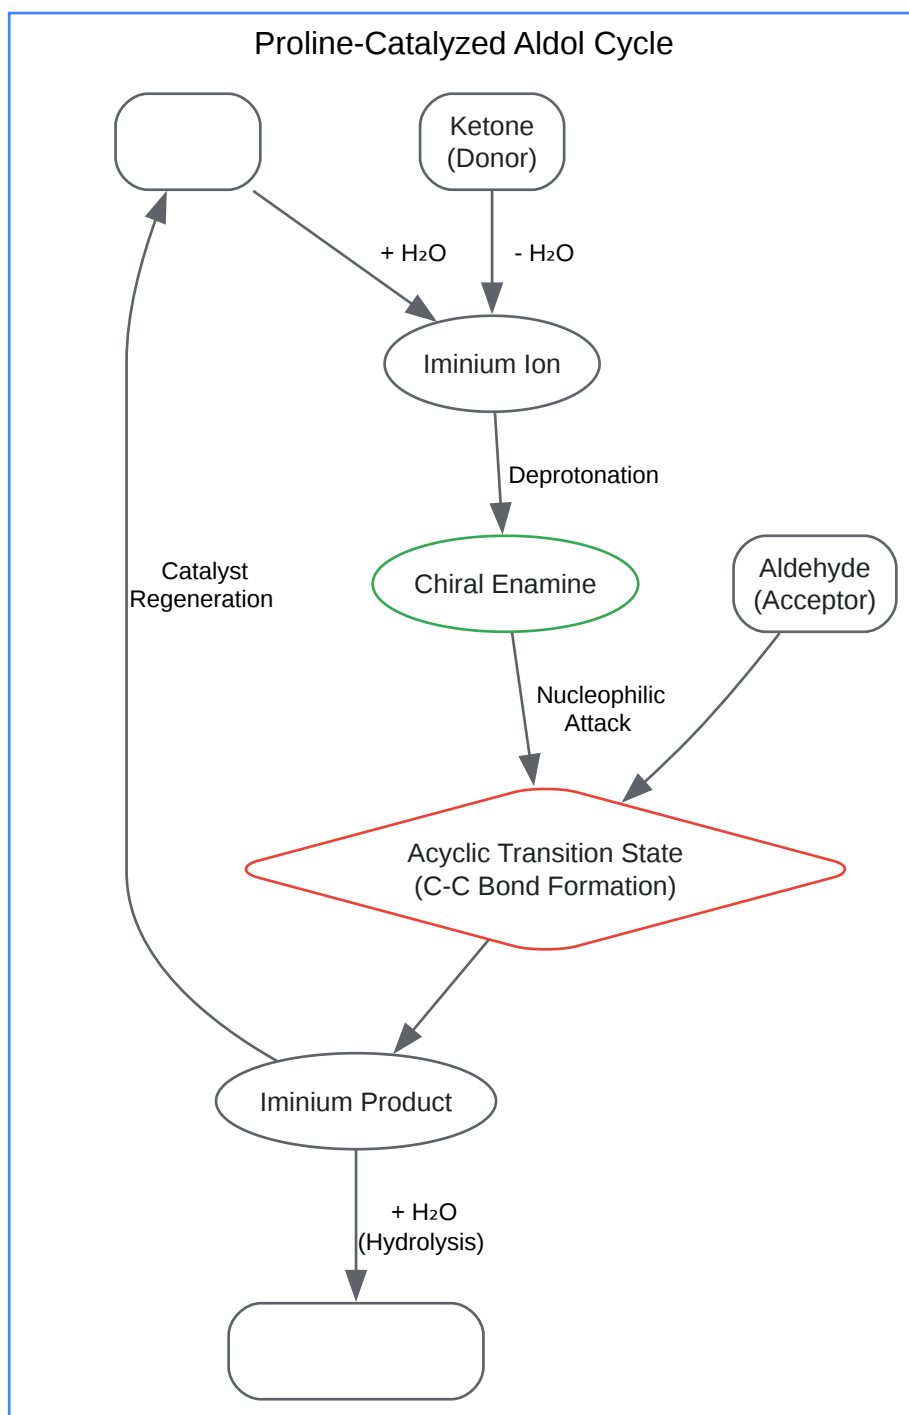 Proline-Catalyzed Aldol Cycle
Ketone
(Donor)
+ H₂O
- H₂O
Iminium Ion
Deprotonation
Chiral Enamine
Aldehyde
(Acceptor)
Catalyst
Regeneration
Nucleophilic
Attack
Acyclic Transition State
(C-C Bond Formation)
Iminium Product
+ H₂O
(Hydrolysis)